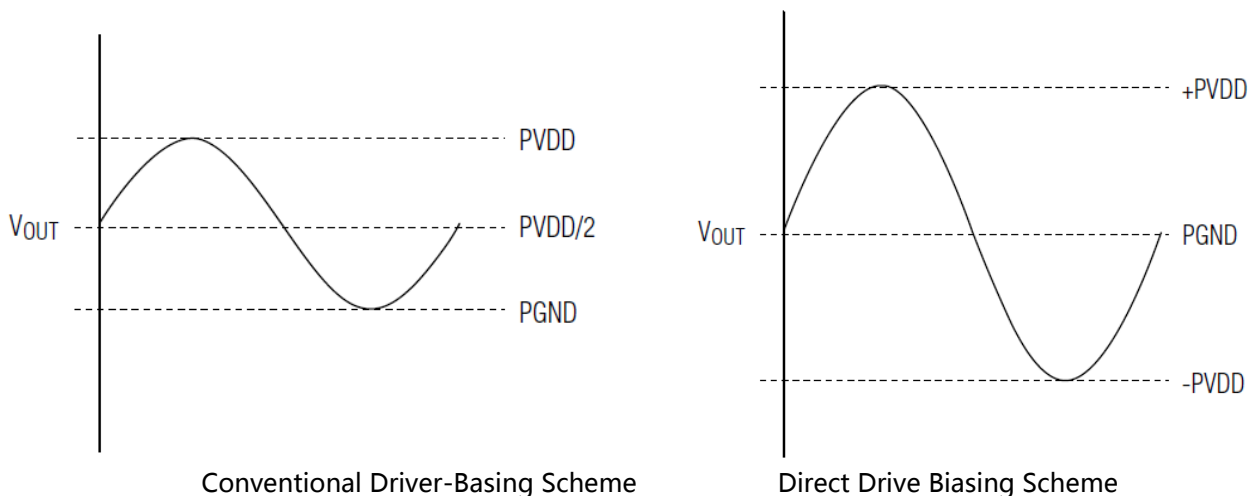 VOUT
PVDD
PVDD/2
PGND
Conventional Driver-Basing Scheme
VOUT
+PVDD
PGND
-PVDD
Direct Drive Biasing Scheme